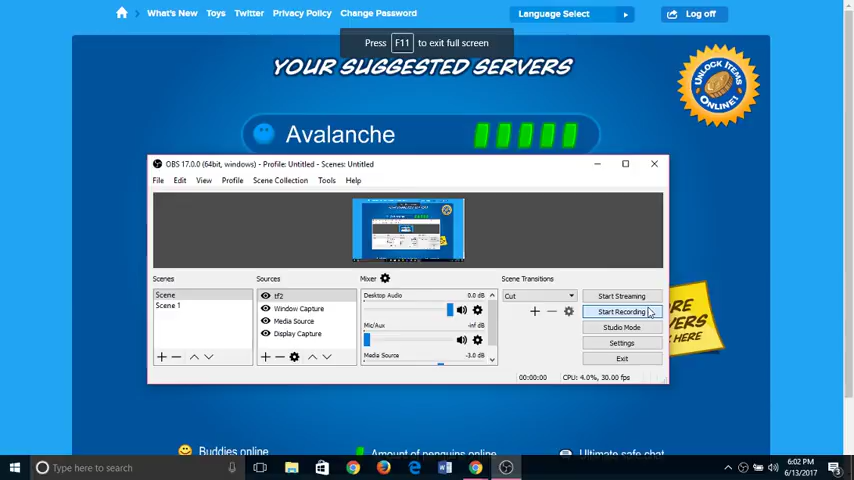 What's New Toys Twitter Privacy Policy Change Password Language Select Log off
Press F11 to exit full screen
YOUR SUGGESTED SERVERS
UNLOCK ITEMS ONLINE!
Avalanche
OBS 17.0.0 (64bit, windows) - Profile: Untitled - Scenes: Untitled
File Edit View Profile Scene Collection Tools Help
Scenes Sources Mixer Scene Transitions
Scene tf2 Desktop Audio 0.0 dB Cut Start Streaming
Scene 1 Window Capture Start Recording
Media Source Mic/Aux -inf dB Studio Mode
Display Capture Settings
Media Source -3.0 dB Exit
00:00:00 CPU: 4.0%, 30.00 fps
HERE
Buddies online Amount of penguins online Ultimate safe chat
Type here to search
6:02 PM
6/13/2017